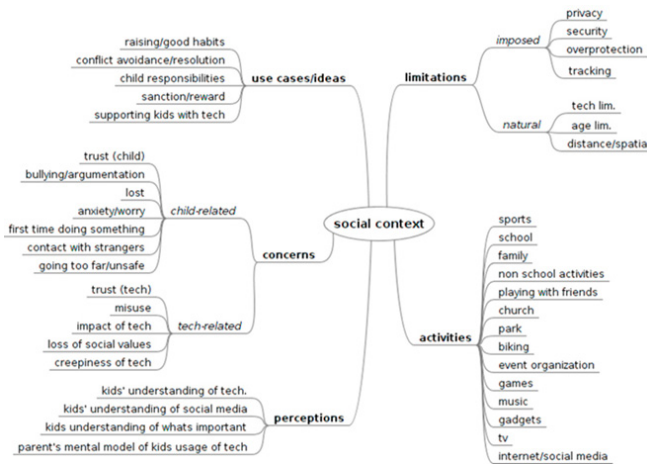 social context
use cases/ideas
raising/good habits
conflict avoidance/resolution
child responsibilities
sanction/reward
supporting kids with tech
concerns
child-related
trust (child)
bullying/argumentation
lost
anxiety/worry
first time doing something
contact with strangers
going too far/unsafe
tech-related
trust (tech)
misuse
impact of tech
loss of social values
creepiness of tech
perceptions
kids' understanding of tech.
kids' understanding of social media
kids understanding of whats important
parent's mental model of kids usage of tech
limitations
imposed
privacy
security
overprotection
tracking
natural
tech lim.
age lim.
distance/spatia
activities
sports
school
family
non school activities
playing with friends
church
park
biking
event organization
games
music
gadgets
tv
internet/social media